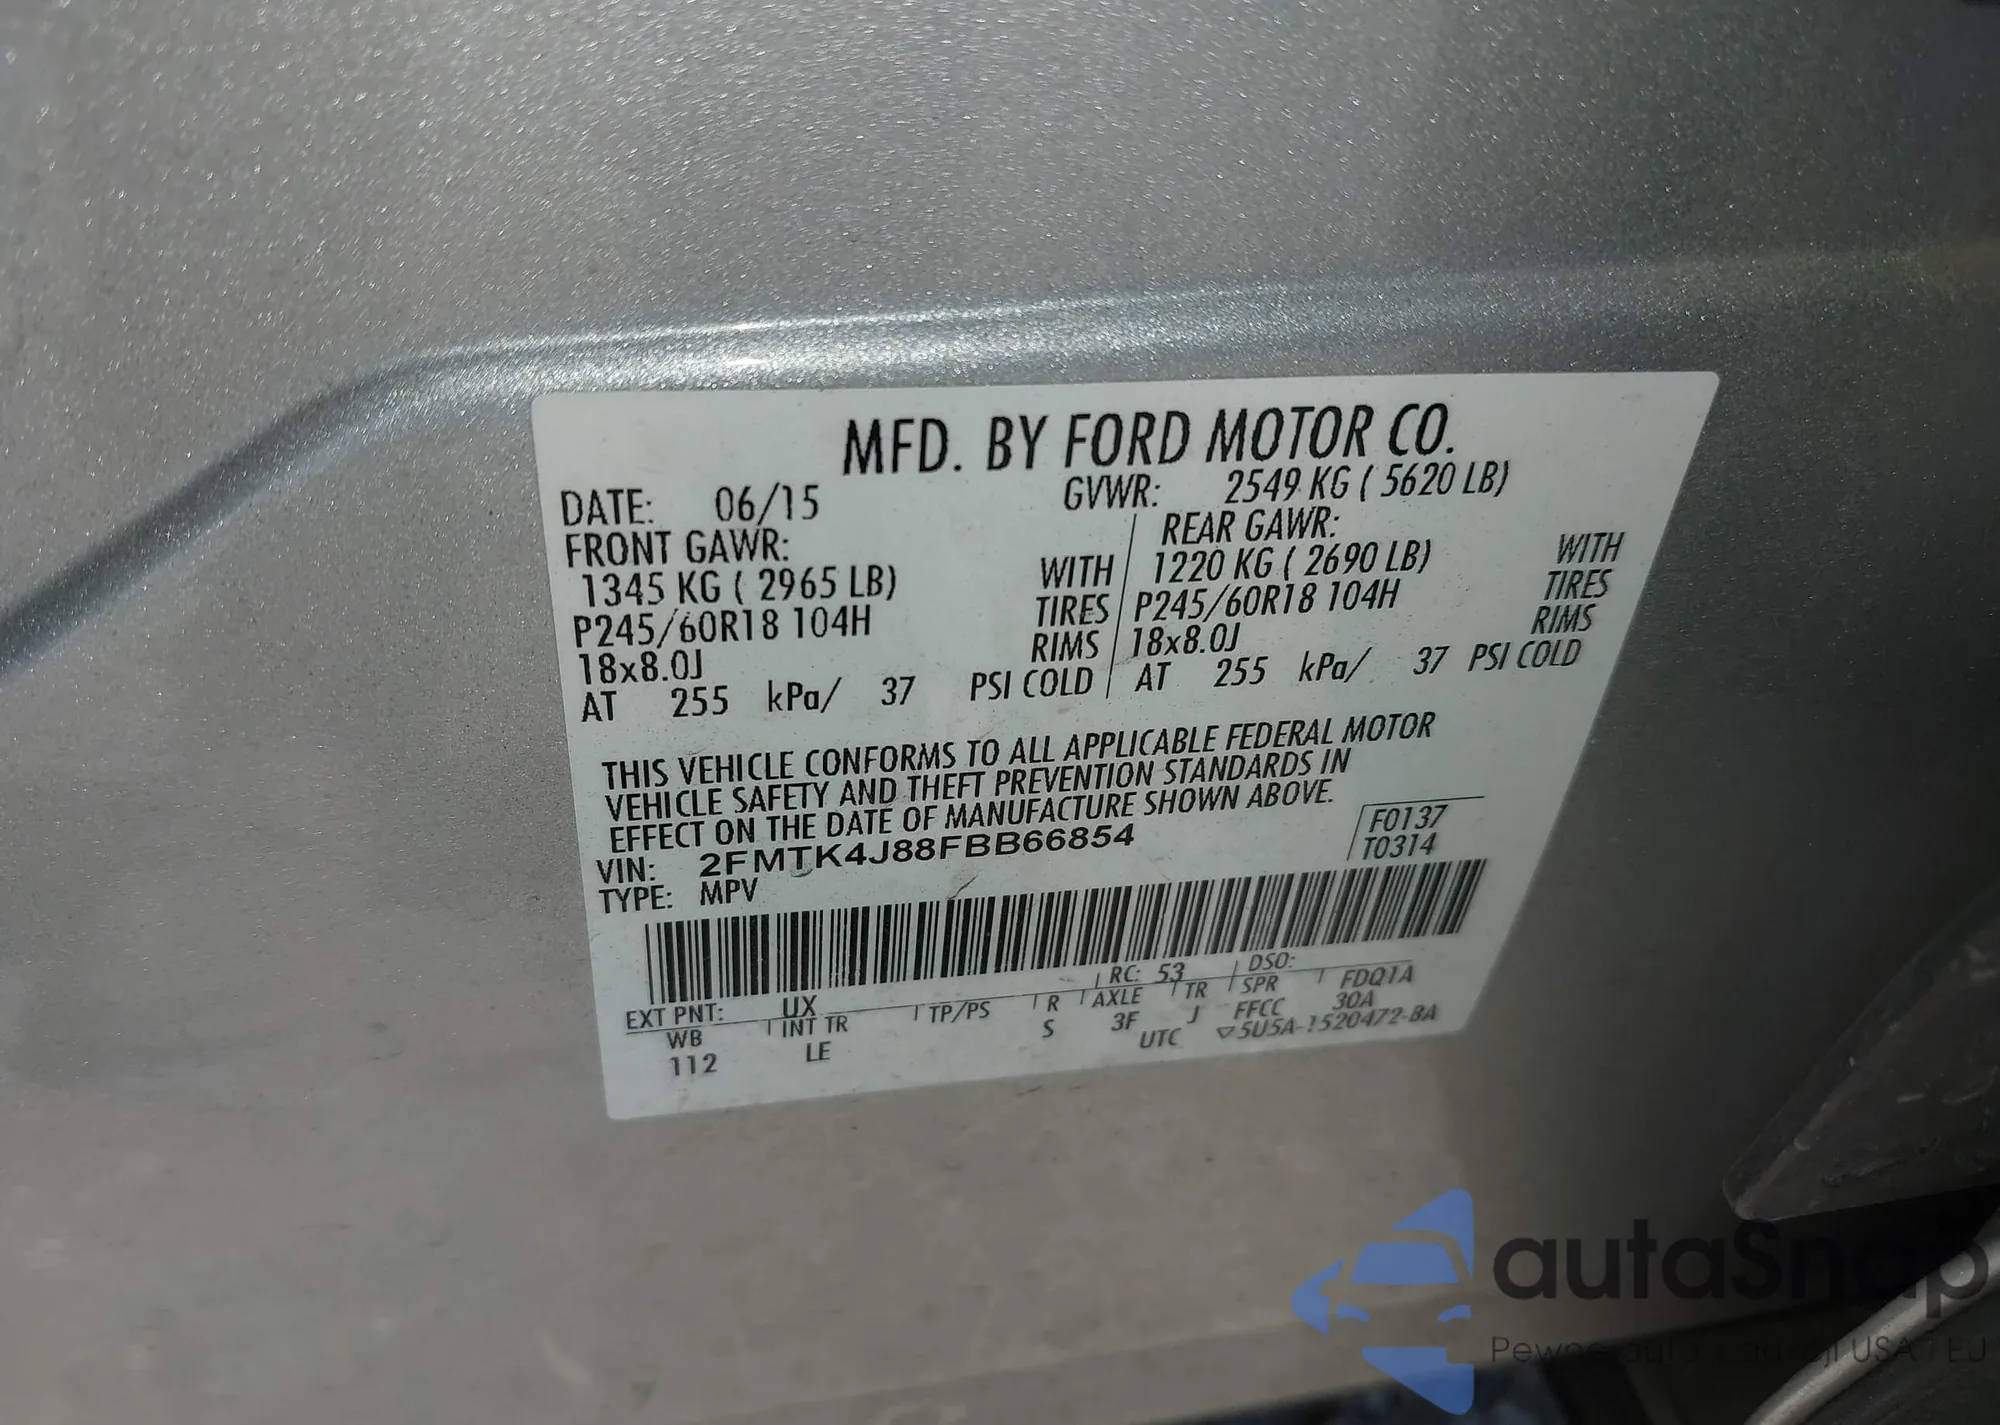 MFD. BY FORD MOTOR CO.
DATE: 06/15 GVWR: 2549 KG ( 5620 LB)
FRONT GAWR: REAR GAWR:
1345 KG ( 2965 LB) WITH 1220 KG ( 2690 LB) WITH
P245/60R18 104H TIRES P245/60R18 104H TIRES
18x8.0J RIMS 18x8.0J RIMS
AT 255 kPa/ 37 PSI COLD AT 255 kPa/ 37 PSI COLD
THIS VEHICLE CONFORMS TO ALL APPLICABLE FEDERAL MOTOR
VEHICLE SAFETY AND THEFT PREVENTION STANDARDS IN
EFFECT ON THE DATE OF MANUFACTURE SHOWN ABOVE.
VIN: 2FMTK4J88FBB66854 F0137
TYPE: MPV T0314
EXT PNT: UX RC: 53 DSO: FDQ1A
WB INT TR TP/PS R AXLE TR SPR 30A
112 LE S 3F J FFCC
UTC ▽5U5A-1520472-BA
autaSnap
USA EU